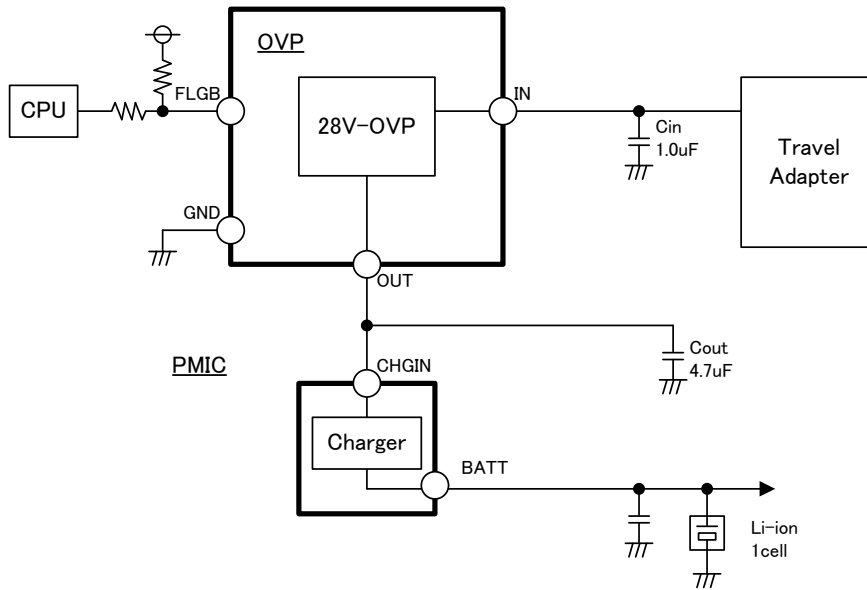 OVP
CPU
FLGB
28V-OVP
IN
Cin
1.0uF
Travel
Adapter
GND
OUT
PMIC
CHGIN
Cout
4.7uF
Charger
BATT
Li-ion
1cell